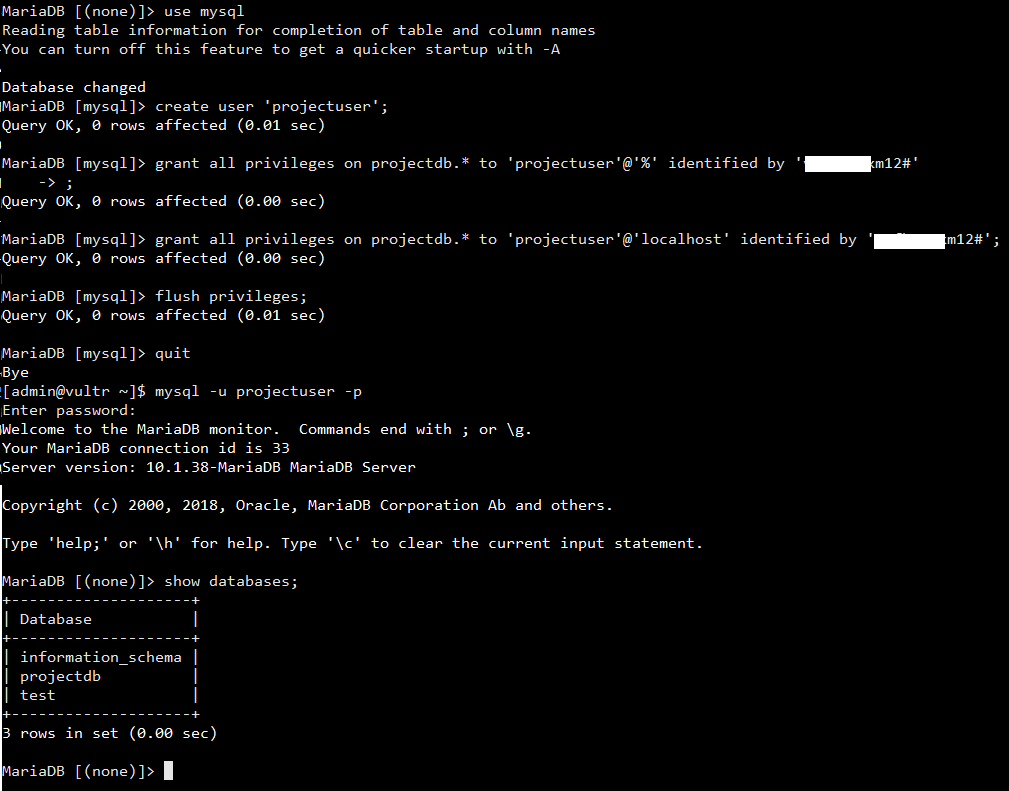 MariaDB [(none)]> use mysql
Reading table information for completion of table and column names
You can turn off this feature to get a quicker startup with -A
Database changed
MariaDB [mysql]> create user 'projectuser';
Query OK, 0 rows affected (0.01 sec)
MariaDB [mysql]> grant all privileges on projectdb.* to 'projectuser'@'%' identified by 'm12#'
-> ;
Query OK, 0 rows affected (0.00 sec)
MariaDB [mysql]> grant all privileges on projectdb.* to 'projectuser'@'localhost' identified by 'm12#';
Query OK, 0 rows affected (0.00 sec)
MariaDB [mysql]> flush privileges;
Query OK, 0 rows affected (0.01 sec)
MariaDB [mysql]> quit
Bye
[admin@vultr ~]$ mysql -u projectuser -p
Enter password:
Welcome to the MariaDB monitor.  Commands end with ; or \g.
Your MariaDB connection id is 33
Server version: 10.1.38-MariaDB MariaDB Server
Copyright (c) 2000, 2018, Oracle, MariaDB Corporation Ab and others.
Type 'help;' or '\h' for help. Type '\c' to clear the current input statement.
MariaDB [(none)]> show databases;
+--------------------+
| Database           |
+--------------------+
| information_schema |
| projectdb          |
| test               |
+--------------------+
3 rows in set (0.00 sec)
MariaDB [(none)]>